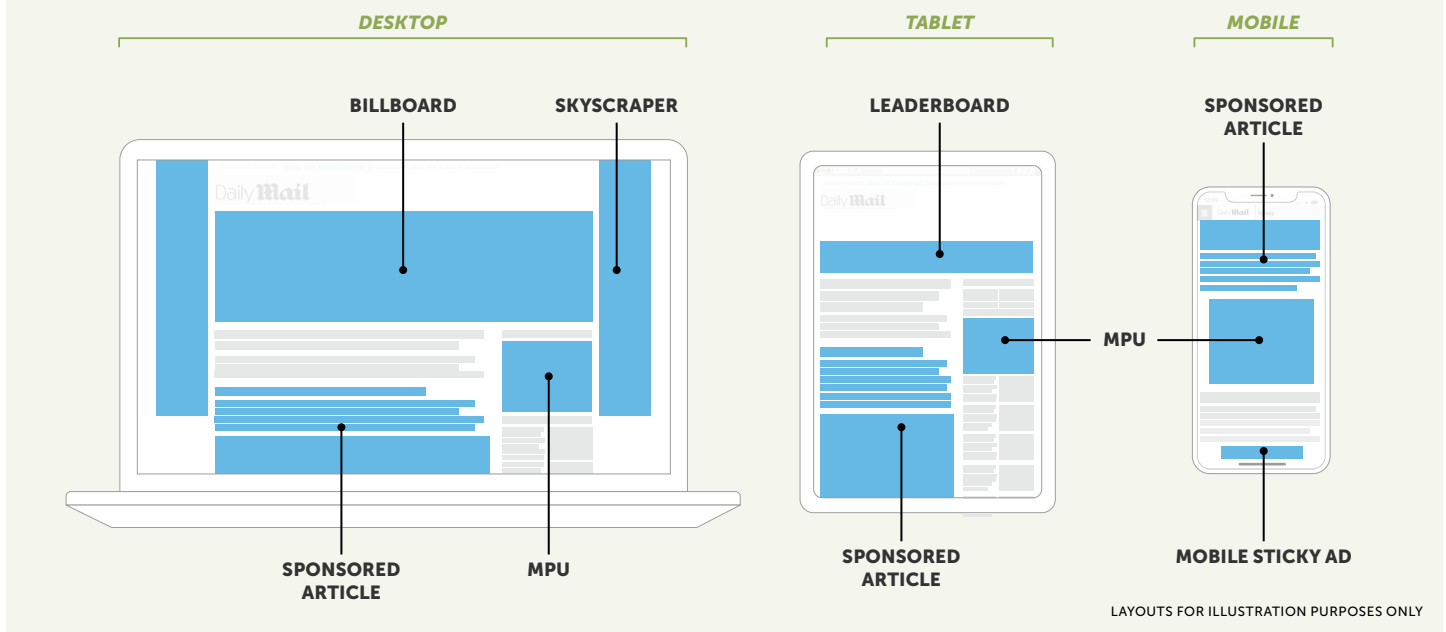 DESKTOP
TABLET
MOBILE
BILLBOARD
SKYSCRAPER
LEADERBOARD
SPONSORED
ARTICLE
Daily Mail
Daily Mail
Daily Mail
MPU
SPONSORED
ARTICLE
MPU
SPONSORED
ARTICLE
MOBILE STICKY AD
LAYOUTS FOR ILLUSTRATION PURPOSES ONLY